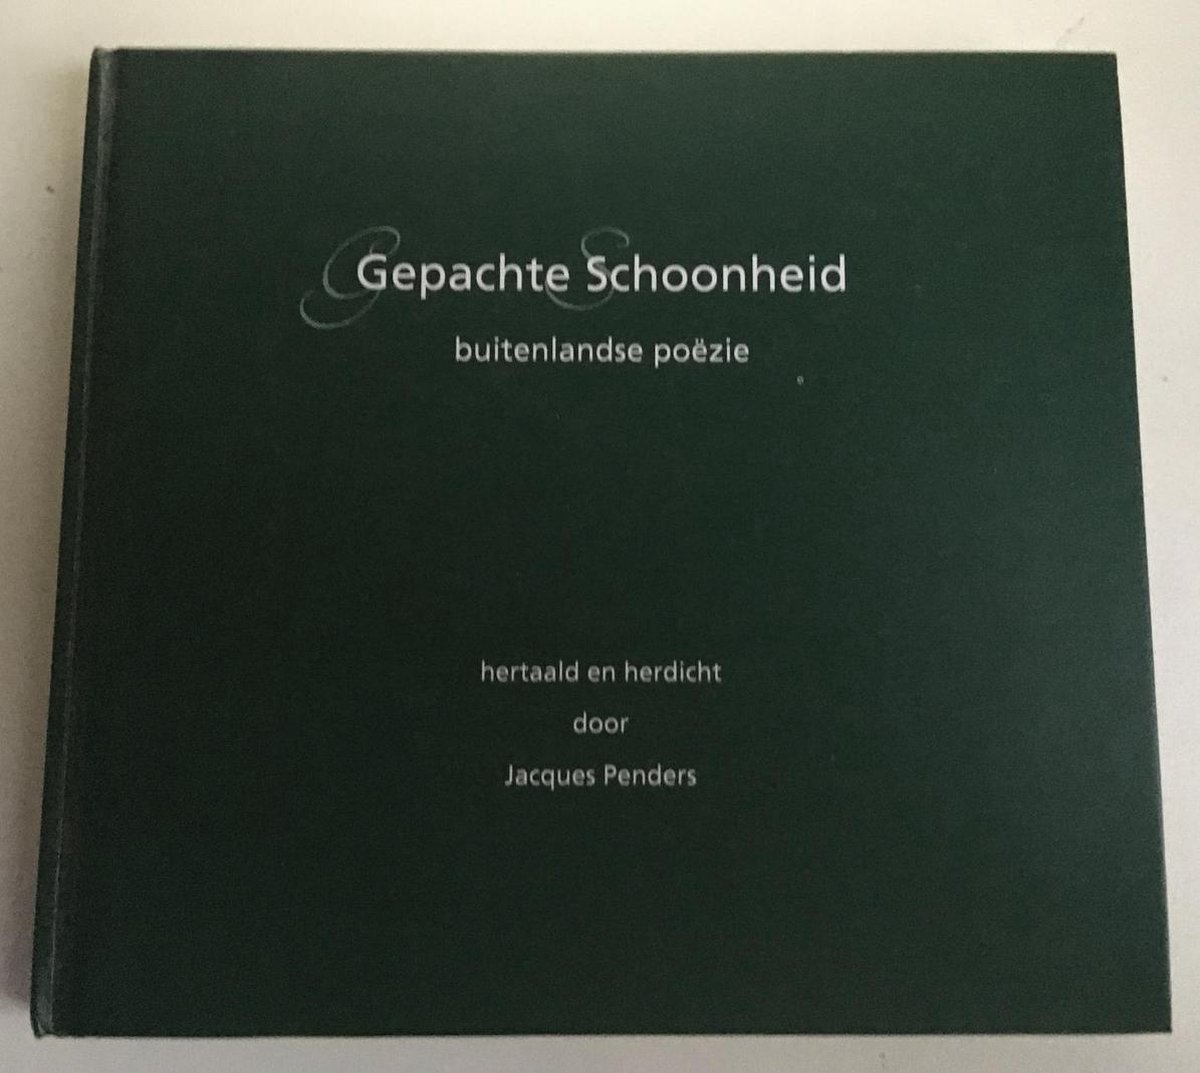 Gepachte Schoonheid
buitenlandse poëzie
hertaald en herdicht
door
Jacques Penders